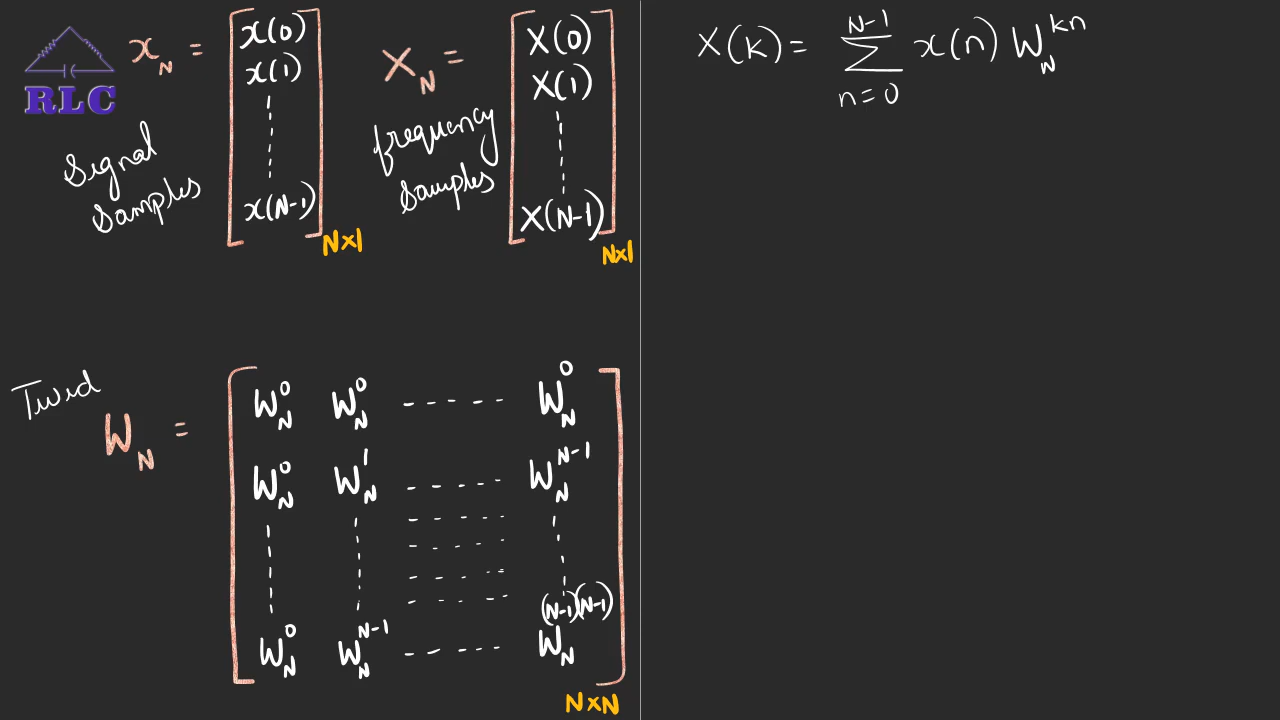 RLC
x_N = [x(0)
x(1)
x(N-1)] N×1
Signal
Samples
X_N = [X(0)
X(1)
X(N-1)] N×1
frequency
Samples
Twid
W_N = [W_N^0 W_N^0 ----- W_N^0
W_N^0 W_N^1 ----- W_N^{N-1}
W_N^0 W_N^{N-1} ----- W_N^{(N-1)(N-1)}] N×N
X(k) = ∑_{n=0}^{N-1} x(n) W_N^{kn}